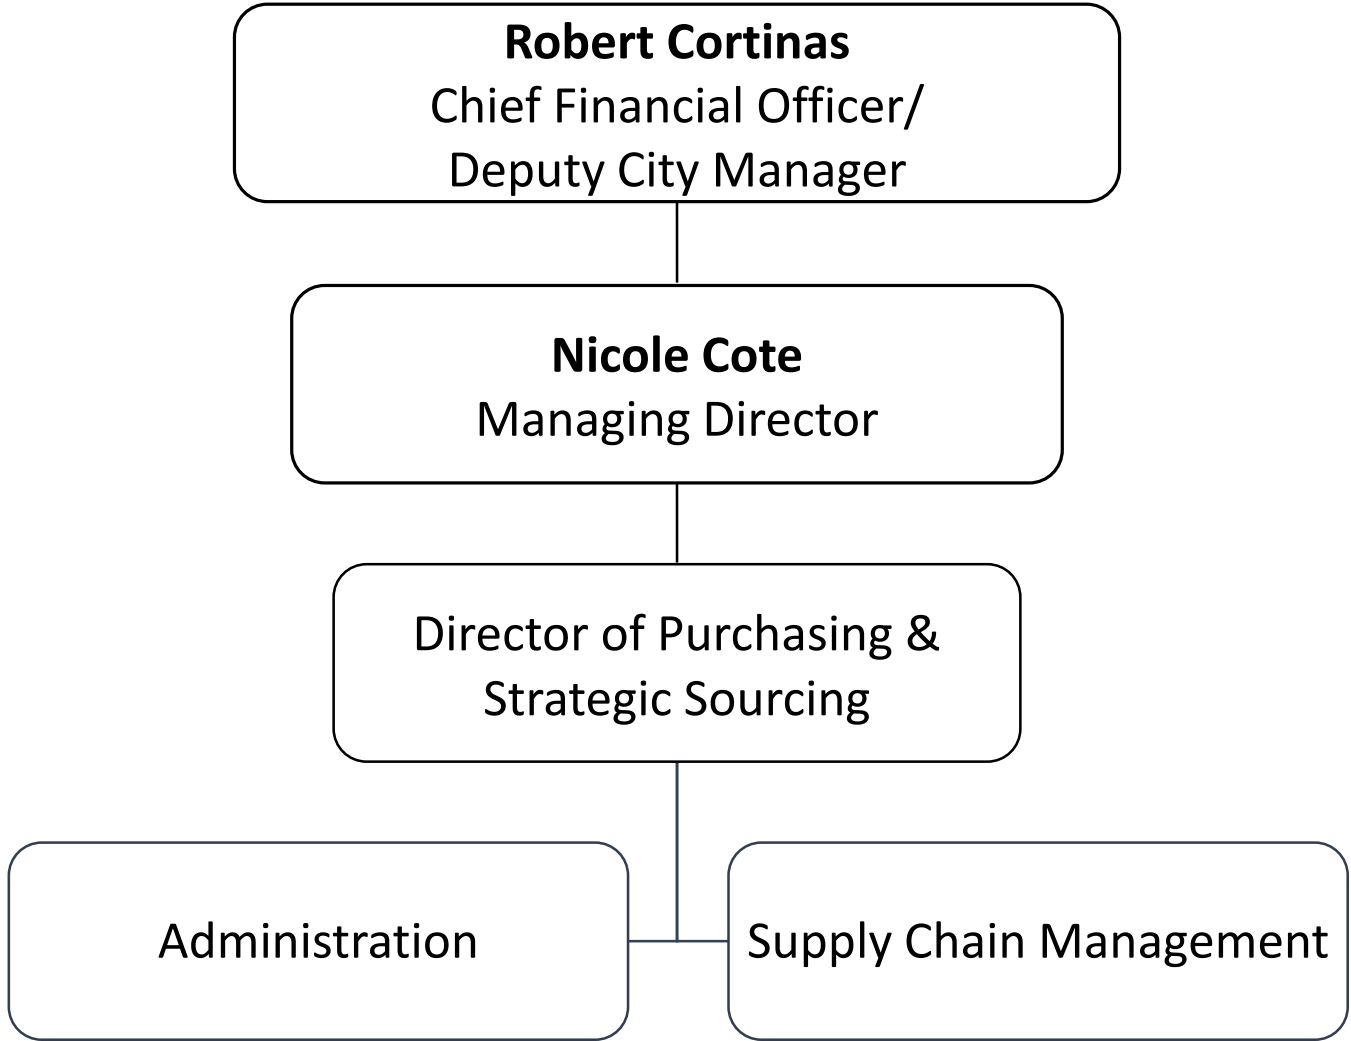 Robert Cortinas
Chief Financial Officer/
Deputy City Manager
Nicole Cote
Managing Director
Director of Purchasing &
Strategic Sourcing
Administration
Supply Chain Management